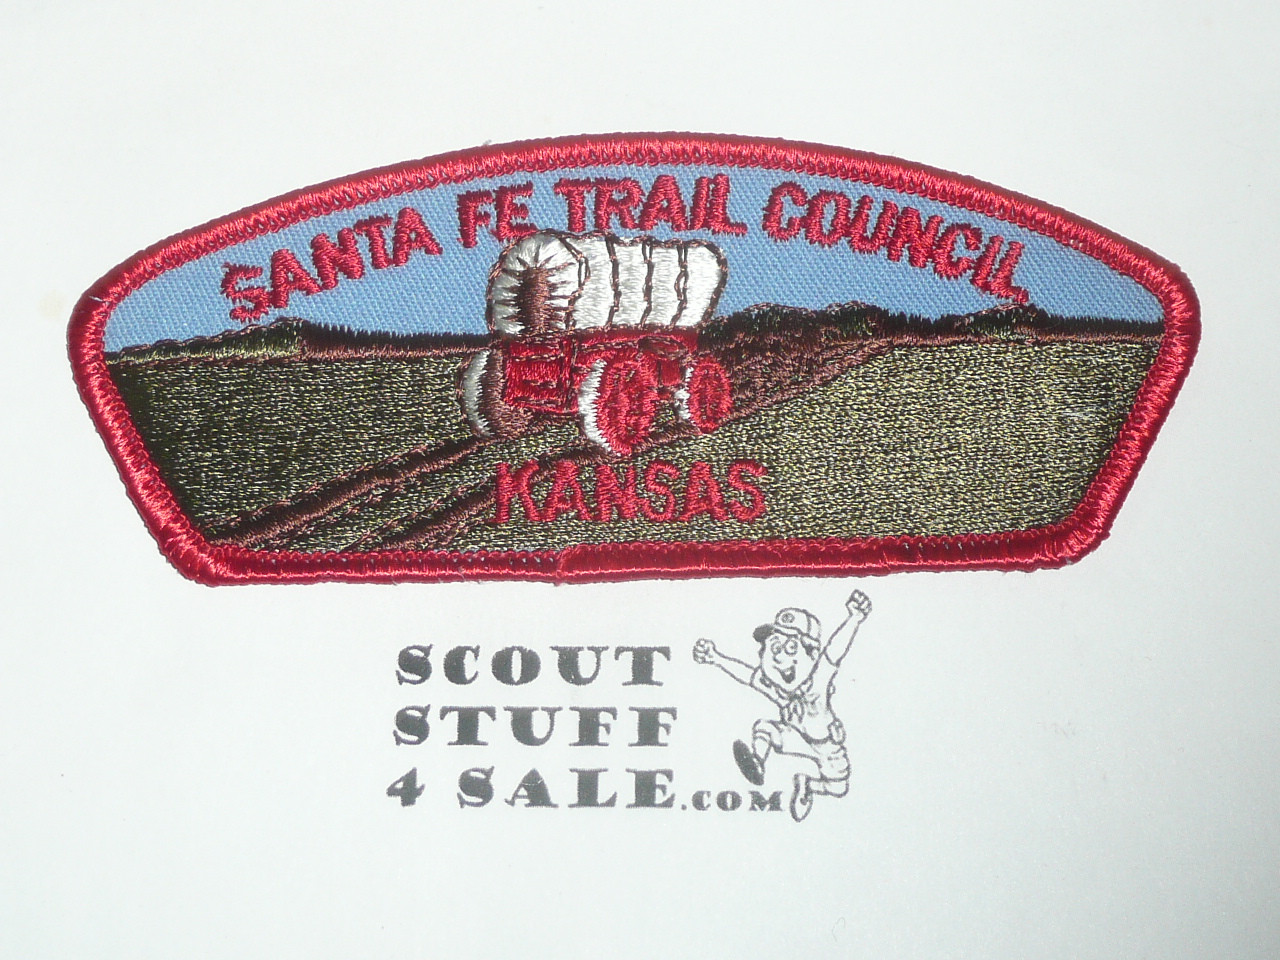 SANTA FE TRAIL COUNCIL
KANSAS
SCOUT
STUFF
4 SALE.COM